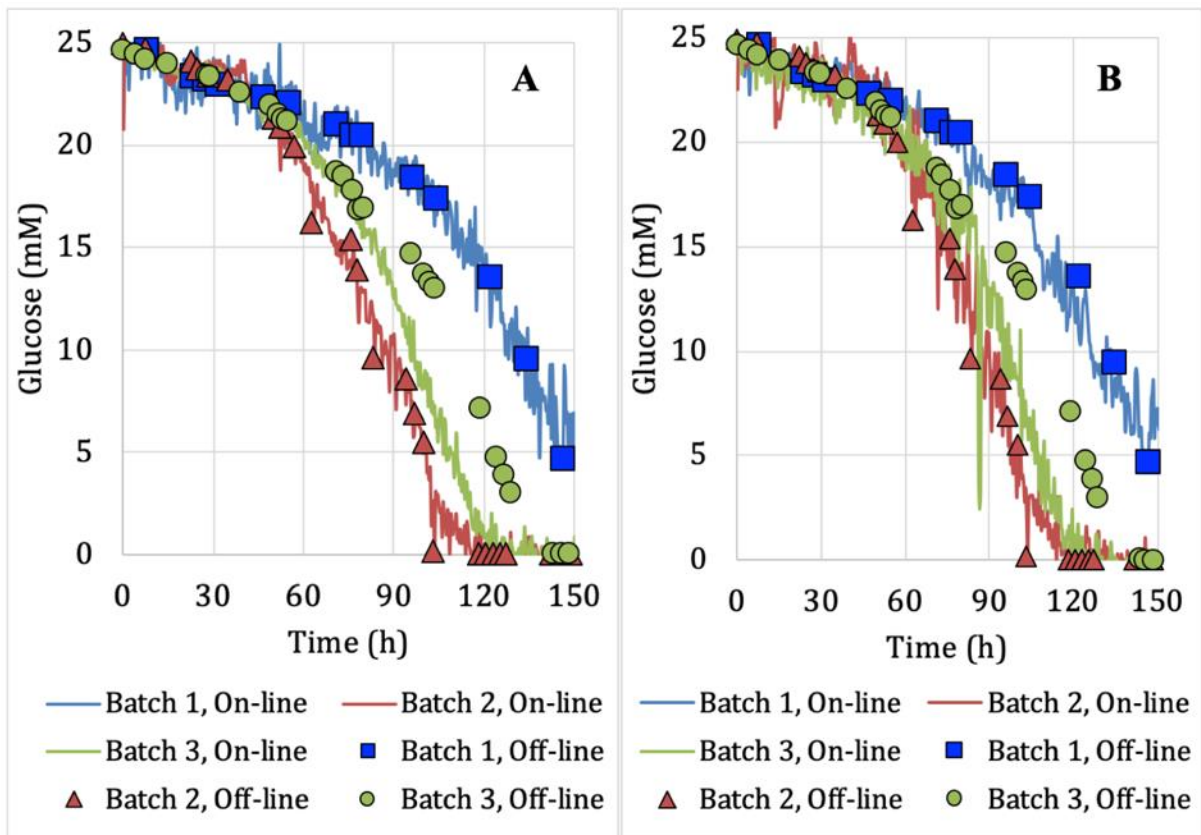 A
25
20
15
10
5
0
Glucose (mM)
0 30 60 90 120 150
Time (h)
Batch 1, On-line Batch 2, On-line
Batch 3, On-line Batch 1, Off-line
Batch 2, Off-line Batch 3, Off-line
B
25
20
15
10
5
0
Glucose (mM)
0 30 60 90 120 150
Time (h)
Batch 1, On-line Batch 2, On-line
Batch 3, On-line Batch 1, Off-line
Batch 2, Off-line Batch 3, Off-line